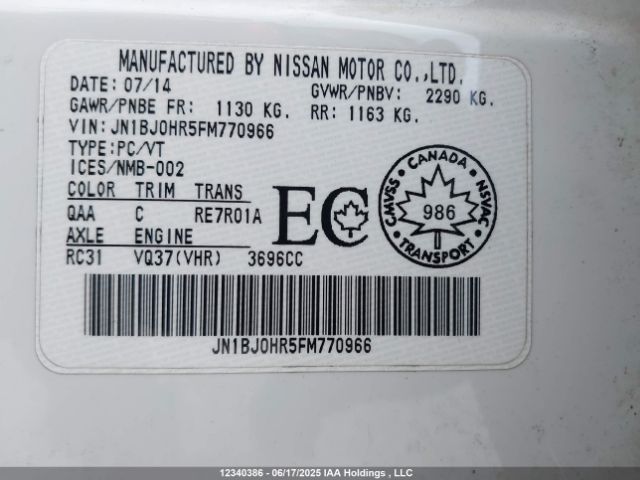 MANUFACTURED BY NISSAN MOTOR CO.,LTD.
DATE: 07/14 GVWR/PNBV: 2290 KG.
GAWR/PNBE FR: 1130 KG. RR: 1163 KG.
VIN: JN1BJ0HR5FM770966
TYPE:PC/VT
ICES/NMB-002
COLOR TRIM TRANS
QAA C RE7R01A
AXLE ENGINE
RC31 VQ37(VHR) 3696CC
EC
CANADA
CMVSS 986 NSVAC
TRANSPORT
JN1BJ0HR5FM770966
12340386 - 06/17/2025 IAA Holdings , LLC